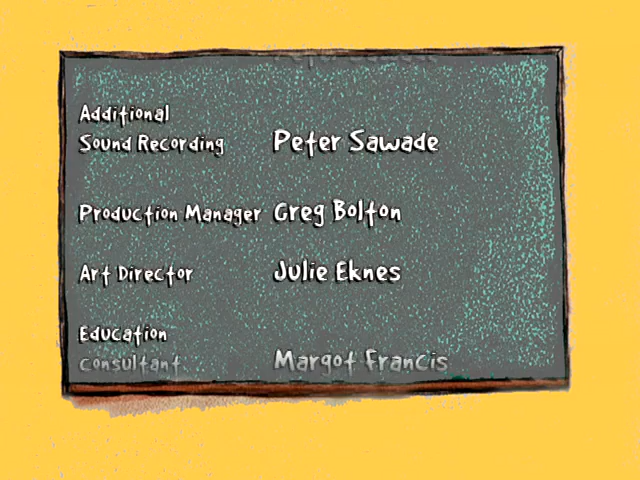 Additional
Sound Recording Peter Sawade
Production Manager Greg Bolton
Art Director Julie Eknes
Education
Consultant Margot Francis